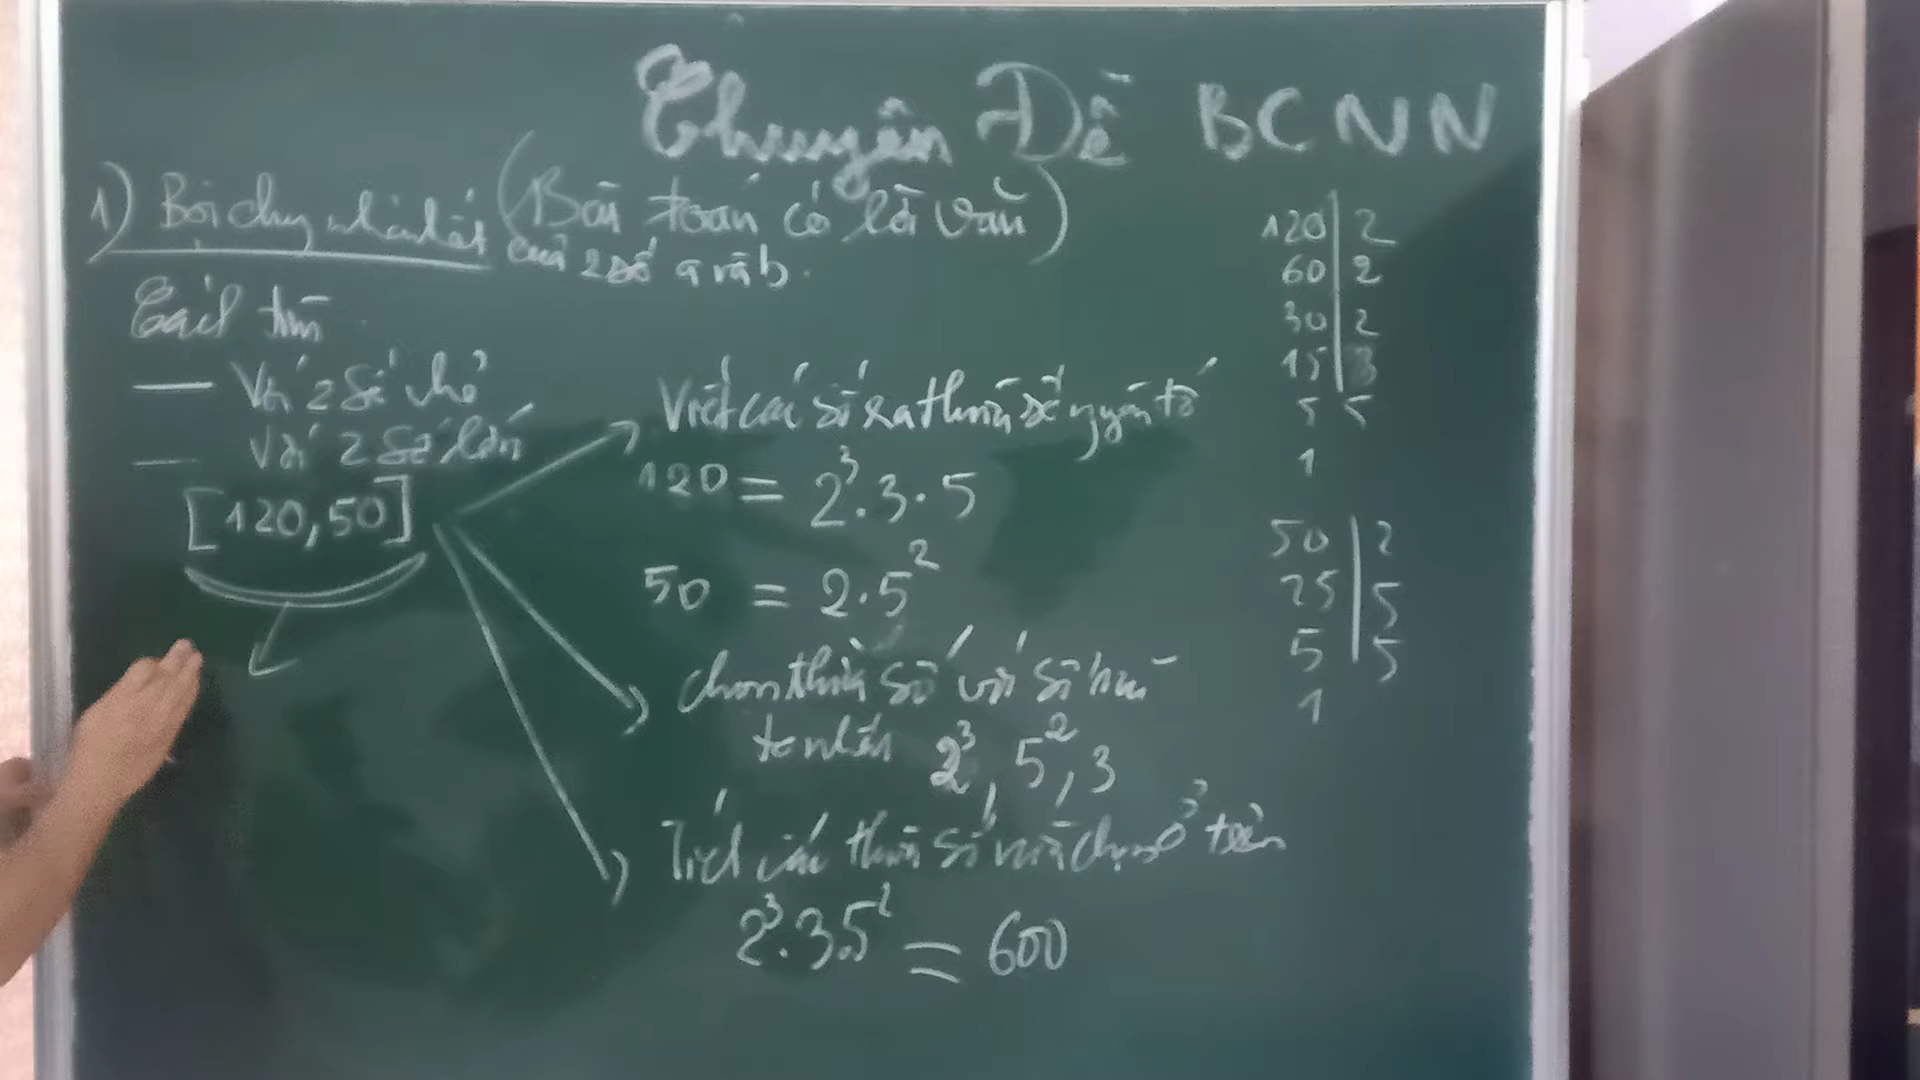 Chuyên Đề BCNN
(Bài toán có lời văn)
1) Bội chung nhỏ nhất
của 2 số a và b.
Cách tìm
— Với 2 số nhỏ
— Với 2 số lớn
[120, 50]
Viết các số ra thừa số nguyên tố
120 = 2³.3.5
50 = 2.5²
chọn thừa số với số mũ
to nhất 2³, 5², 3
Tích các thừa số mà chọn ở trên
2³.3.5² = 600
120 | 2
60 | 2
30 | 2
15 | 3
5 5
1
50 | 2
25 | 5
5 | 5
1